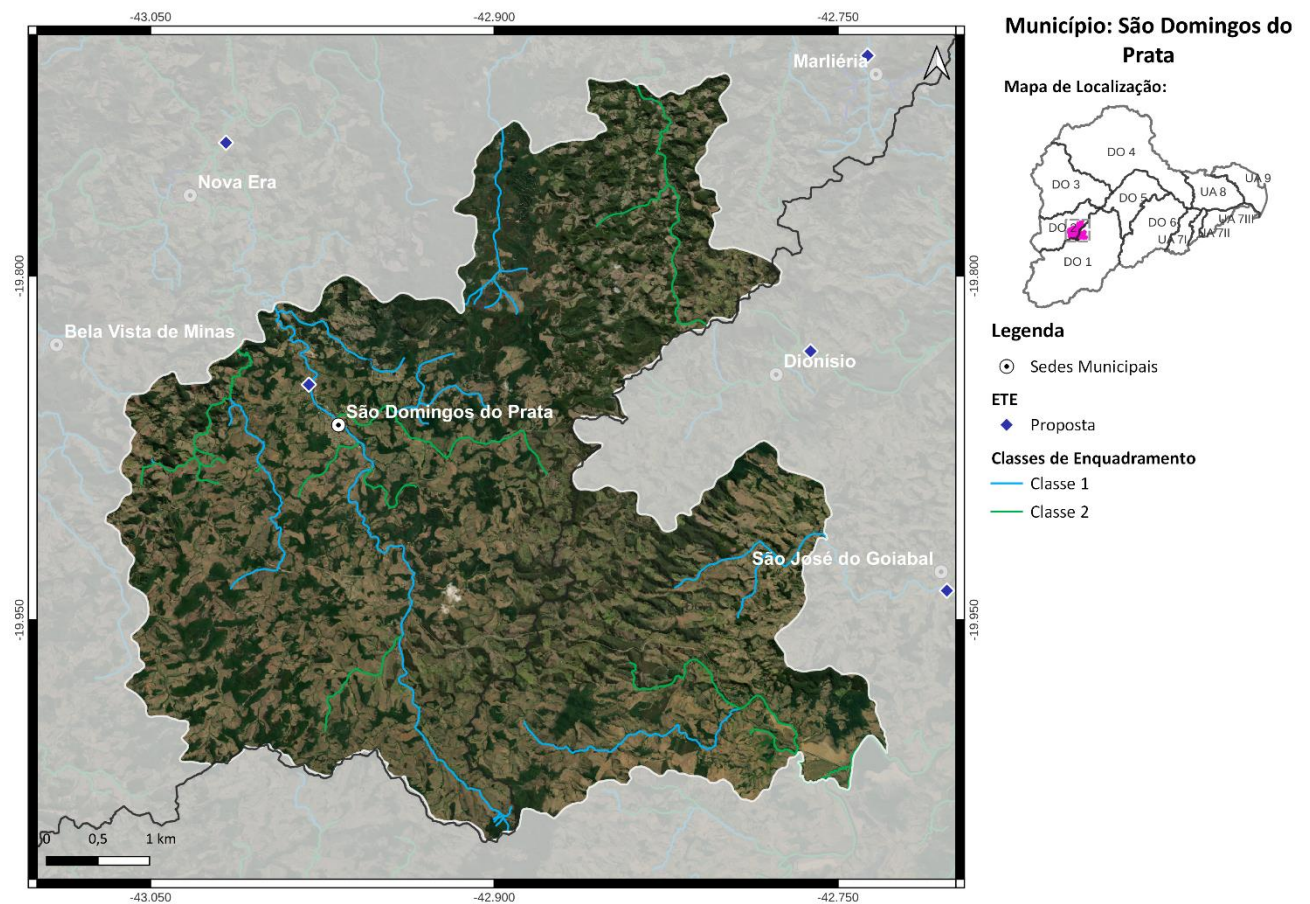 -43.050
-42.900
-42.750
Marliéria
Nova Era
-19.800
-19.800
Bela Vista de Minas
Dionísio
São Domingos do Prata
São José do Goiabal
-19.950
-19.950
0 0,5 1 km
-43.050
-42.900
-42.750
Município: São Domingos do
Prata
Mapa de Localização:
DO 4
DO 3
UA 9
UA 8
DO 5
DO 6
UA 7III
UA 7II
UA 7I
DO 1
Legenda
Sedes Municipais
ETE
Proposta
Classes de Enquadramento
Classe 1
Classe 2